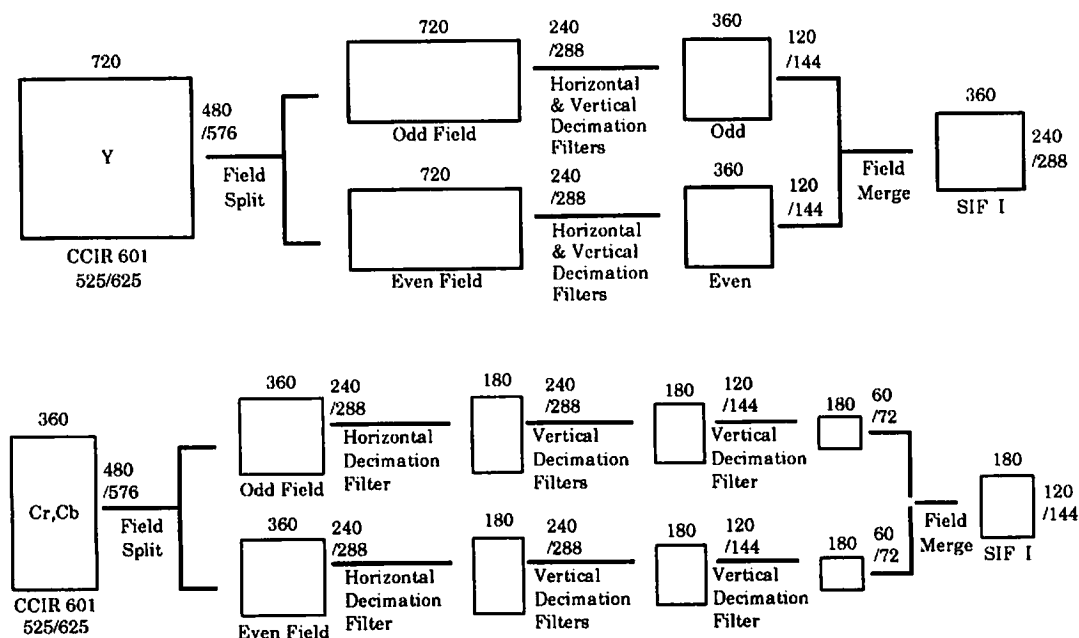 720
480
/576
Y
CCIR 601
525/625
Field
Split
720
240
/288
Odd Field
Horizontal
& Vertical
Decimation
Filters
360
120
/144
Odd
720
240
/288
Even Field
Horizontal
& Vertical
Decimation
Filters
360
120
/144
Even
Field
Merge
360
240
/288
SIF I
360
480
/576
Cr,Cb
CCIR 601
525/625
Field
Split
360
240
/288
Odd Field
Horizontal
Decimation
Filter
180
240
/288
Vertical
Decimation
Filters
180
120
/144
Vertical
Decimation
Filter
180
60
/72
360
240
/288
Even Field
Horizontal
Decimation
Filter
180
240
/288
Vertical
Decimation
Filters
180
120
/144
Vertical
Decimation
Filter
180
60
/72
Field
Merge
180
120
/144
SIF I